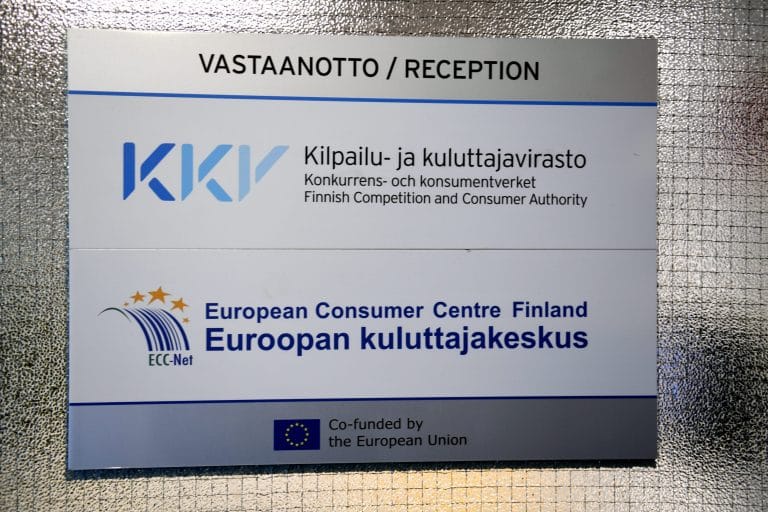 VASTAANOTTO / RECEPTION
KKV
Kilpailu- ja kuluttajavirasto
Konkurrens- och konsumentverket
Finnish Competition and Consumer Authority
European Consumer Centre Finland
Euroopan kuluttajakeskus
ECC-Net
Co-funded by
the European Union